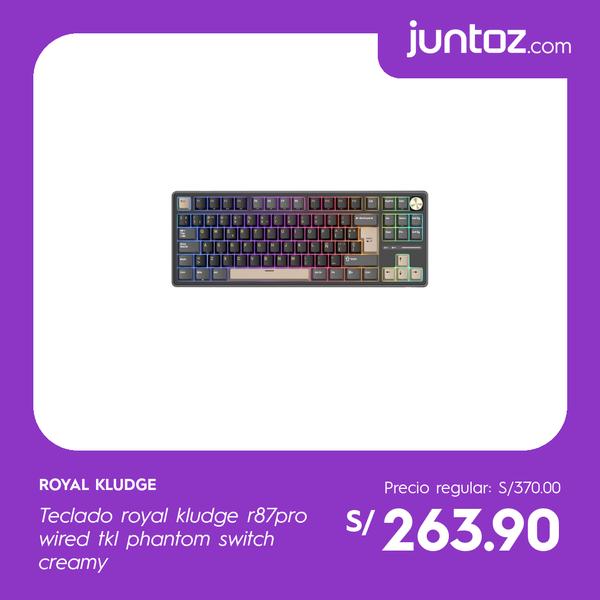 juntoz.com
ROYAL KLUDGE
Teclado royal kludge r87pro
wired tkl phantom switch
creamy
Precio regular: S/370.00
S/ 263.90